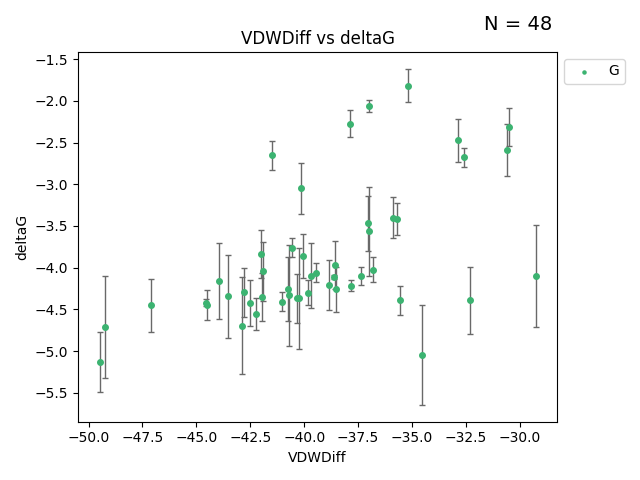 N = 48
VDWDiff vs deltaG
G
−1.5
−2.0
−2.5
−3.0
−3.5
−4.0
−4.5
−5.0
−5.5
deltaG
−50.0 −47.5 −45.0 −42.5 −40.0 −37.5 −35.0 −32.5 −30.0
VDWDiff